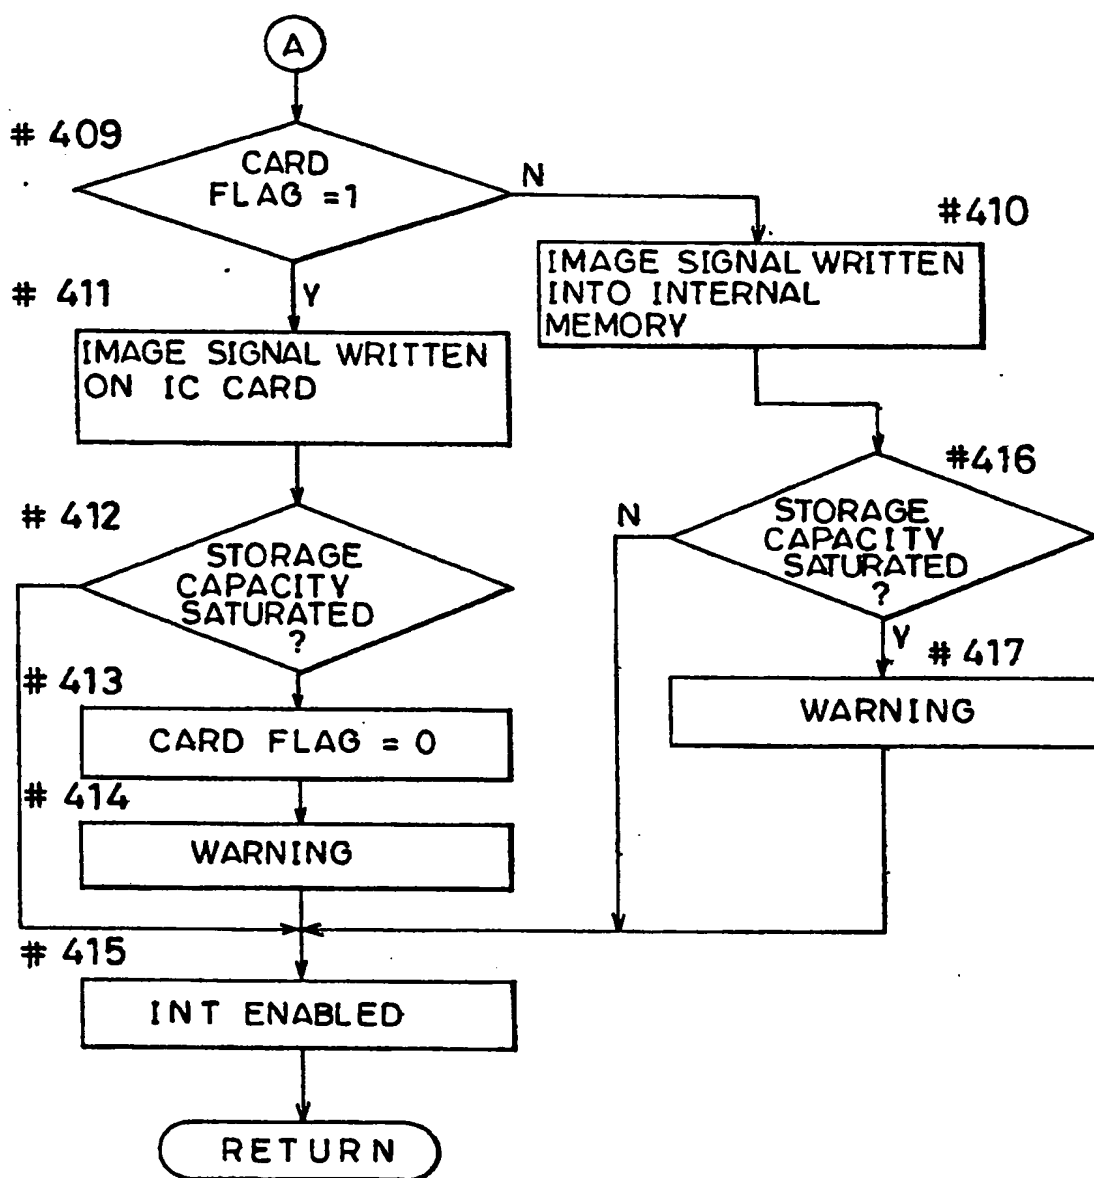 A
# 409
CARD
FLAG =1
N
#410
IMAGE SIGNAL WRITTEN
INTO INTERNAL
MEMORY
# 411
Y
IMAGE SIGNAL WRITTEN
ON IC CARD
#416
N
STORAGE
CAPACITY
SATURATED
?
Y
# 417
WARNING
# 412
STORAGE
CAPACITY
SATURATED
?
# 413
CARD FLAG = 0
# 414
WARNING
# 415
INT ENABLED
RETURN